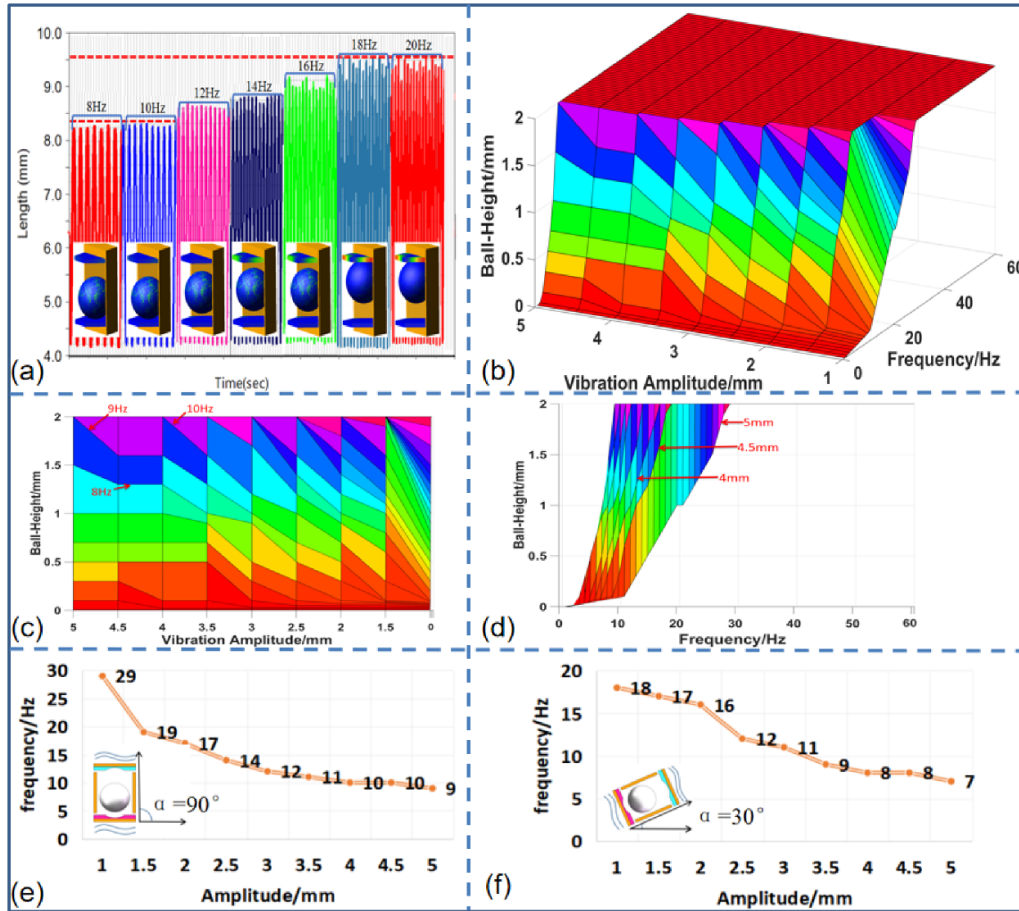 10.0
9.0
8.0
7.0
6.0
5.0
4.0
Length (mm)
8Hz
10Hz
12Hz
14Hz
16Hz
18Hz
20Hz
Time(sec)
(a)
2
1.5
1
0.5
0
Ball-Height/mm
5
4
3
2
1
Vibration Amplitude/mm
0
20
40
60
Frequency/Hz
(b)
2
1.5
1
0.5
0
Ball-Height/mm
9Hz
10Hz
8Hz
5 4.5 4 3.5 3 2.5 2 1.5 0
Vibration Amplitude/mm
(c)
2
1.5
1
0.5
0
Ball-Height/mm
5mm
4.5mm
4mm
0 10 20 30 40 50 60
Frequency/Hz
(d)
30
25
20
15
10
5
0
frequency/Hz
29
19
17
14
12
11
10
10
9
α =90°
1 1.5 2 2.5 3 3.5 4 4.5 5
Amplitude/mm
(e)
20
15
10
5
0
frequency/Hz
18
17
16
12
11
9
8
8
7
α =30°
1 1.5 2 2.5 3 3.5 4 4.5 5
Amplitude/mm
(f)